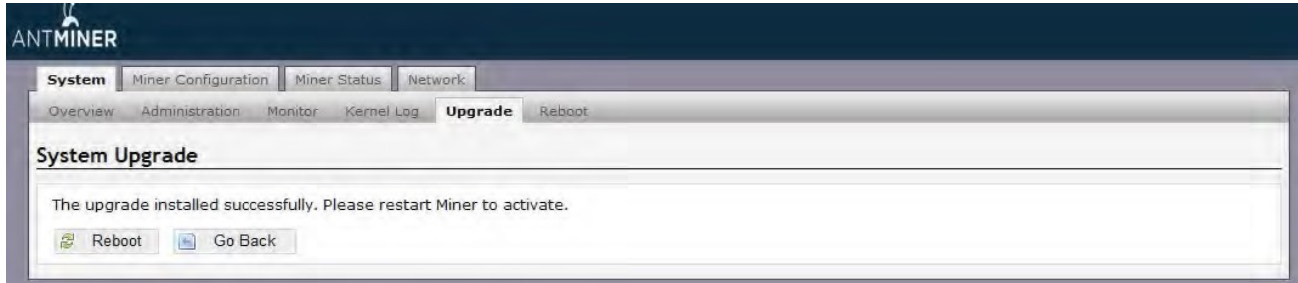 ANTMINER
System Miner Configuration Miner Status Network
Overview Administration Monitor Kernel Log Upgrade Reboot
System Upgrade
The upgrade installed successfully. Please restart Miner to activate.
Reboot Go Back